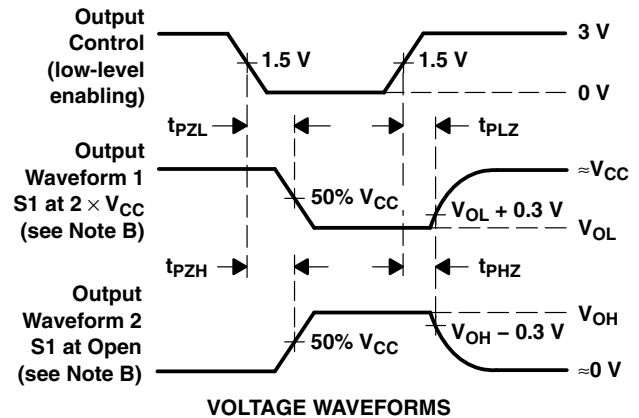 Output
Control
(low-level
enabling)
1.5 V
1.5 V
3 V
0 V
tPZL
tPLZ
Output
Waveform 1
S1 at 2 × VCC
(see Note B)
50% VCC
VOL + 0.3 V
≈VCC
VOL
tPZH
tPHZ
Output
Waveform 2
S1 at Open
(see Note B)
50% VCC
VOH − 0.3 V
VOH
≈0 V
VOLTAGE WAVEFORMS